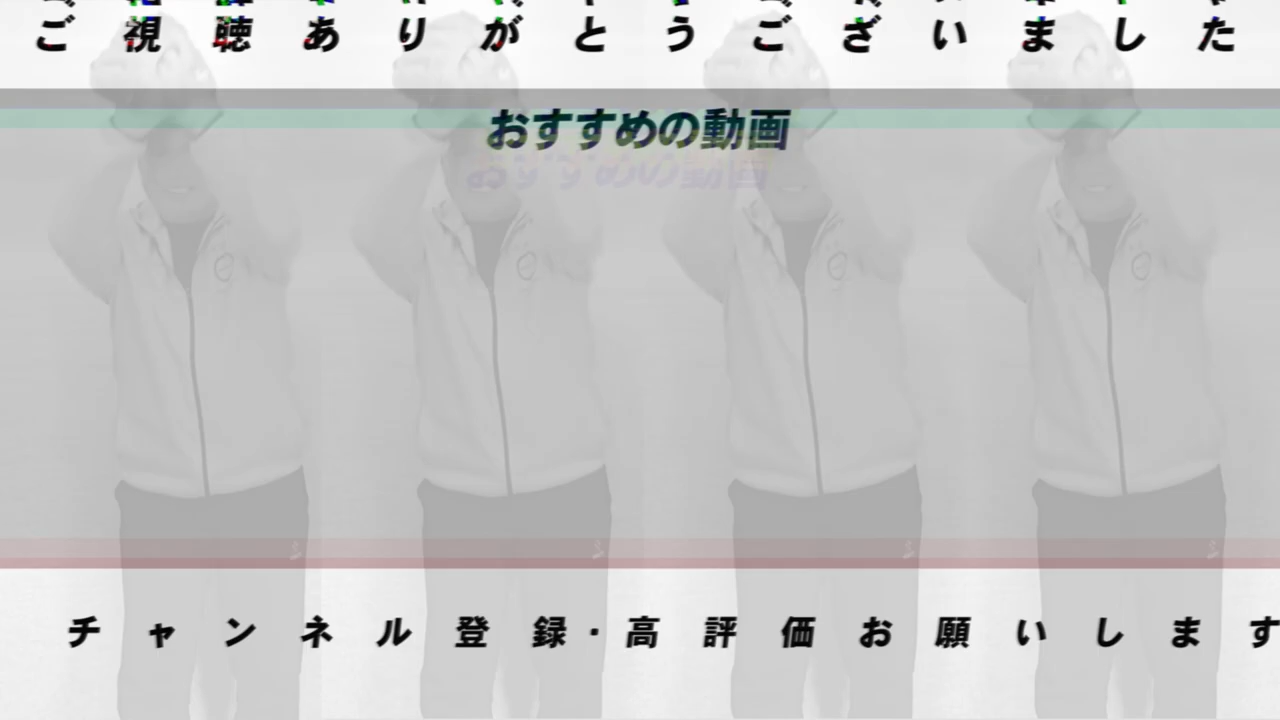 ご視聴ありがとうございました
おすすめの動画
チャンネル登録・高評価お願いします